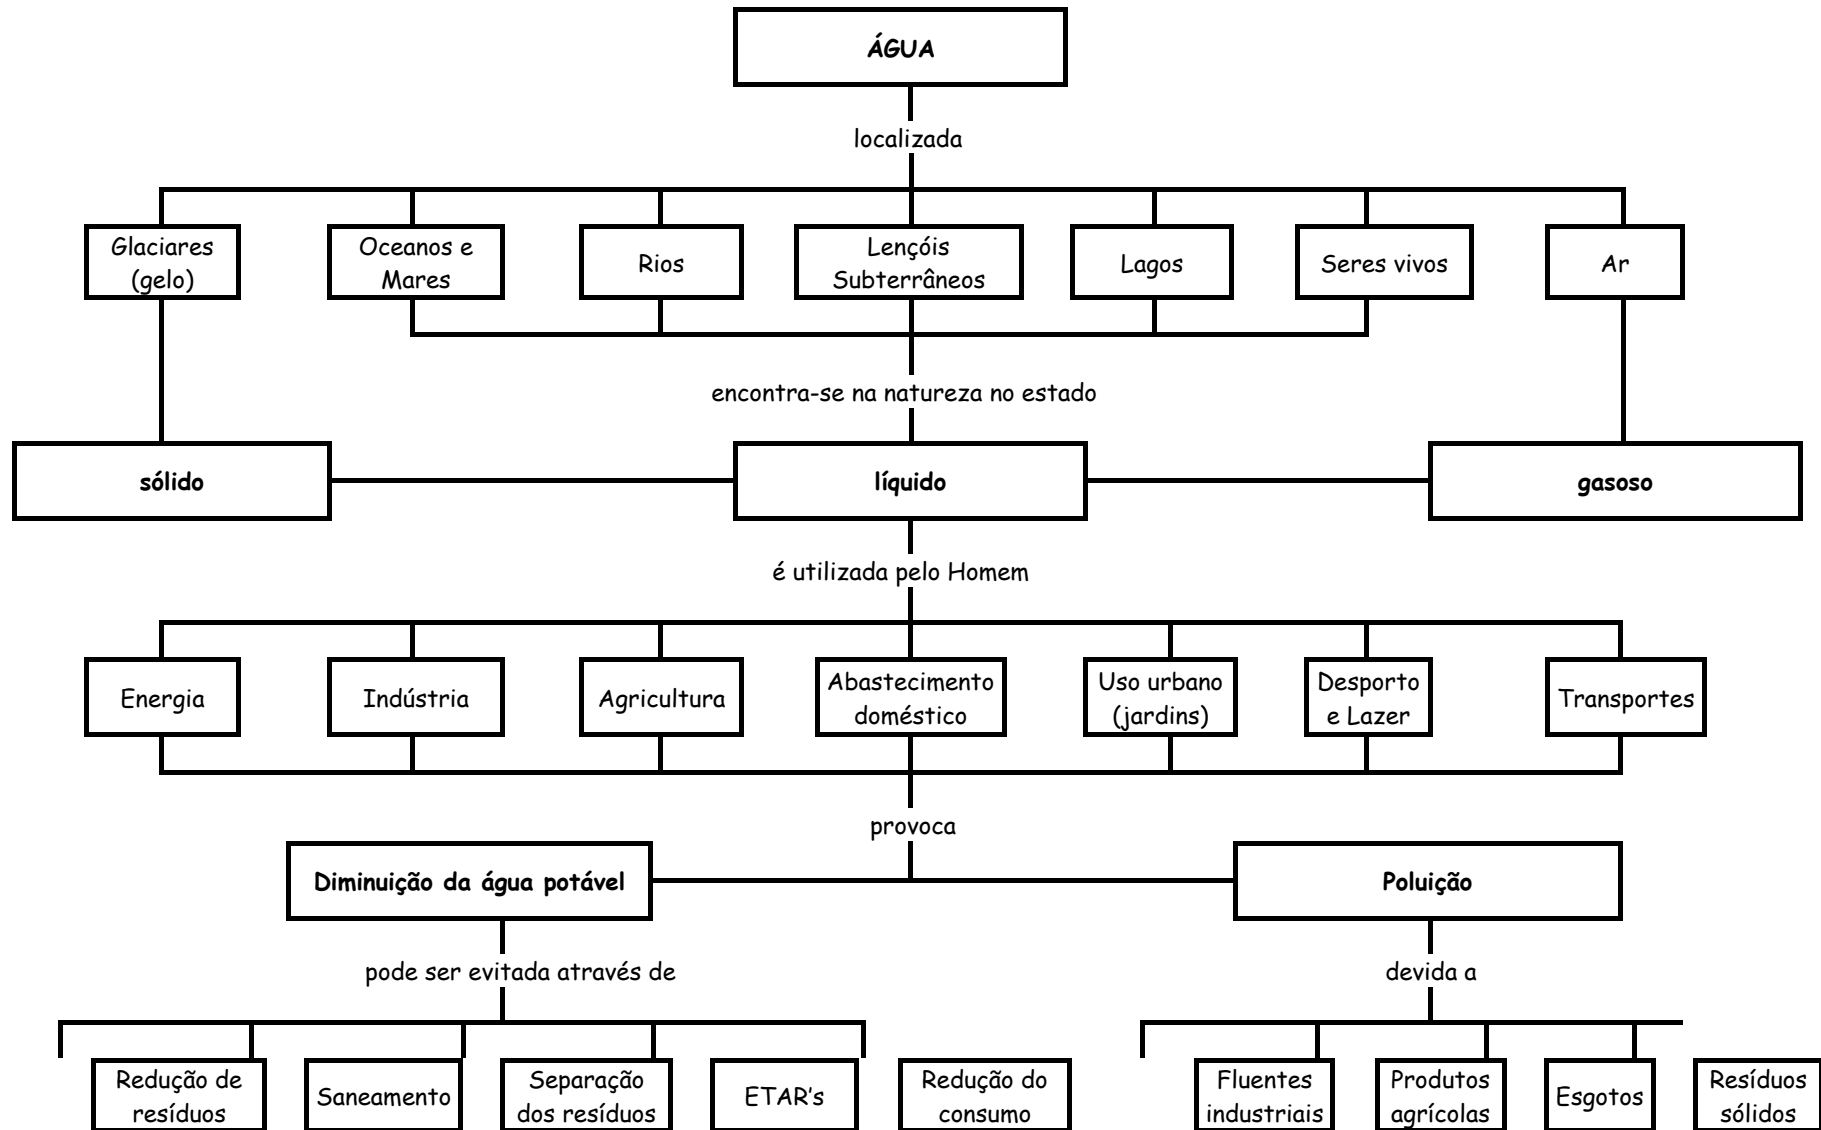 ÁGUA
localizada
Glaciares
(gelo)
Oceanos e
Mares
Rios
Lençóis
Subterrâneos
Lagos
Seres vivos
Ar
encontra-se na natureza no estado
sólido
líquido
gasoso
é utilizada pelo Homem
Energia
Indústria
Agricultura
Abastecimento
doméstico
Uso urbano
(jardins)
Desporto
e Lazer
Transportes
provoca
Diminuição da água potável
Poluição
pode ser evitada através de
devida a
Redução de
resíduos
Saneamento
Separação
dos resíduos
ETAR's
Redução do
consumo
Fluentes
industriais
Produtos
agrícolas
Esgotos
Resíduos
sólidos